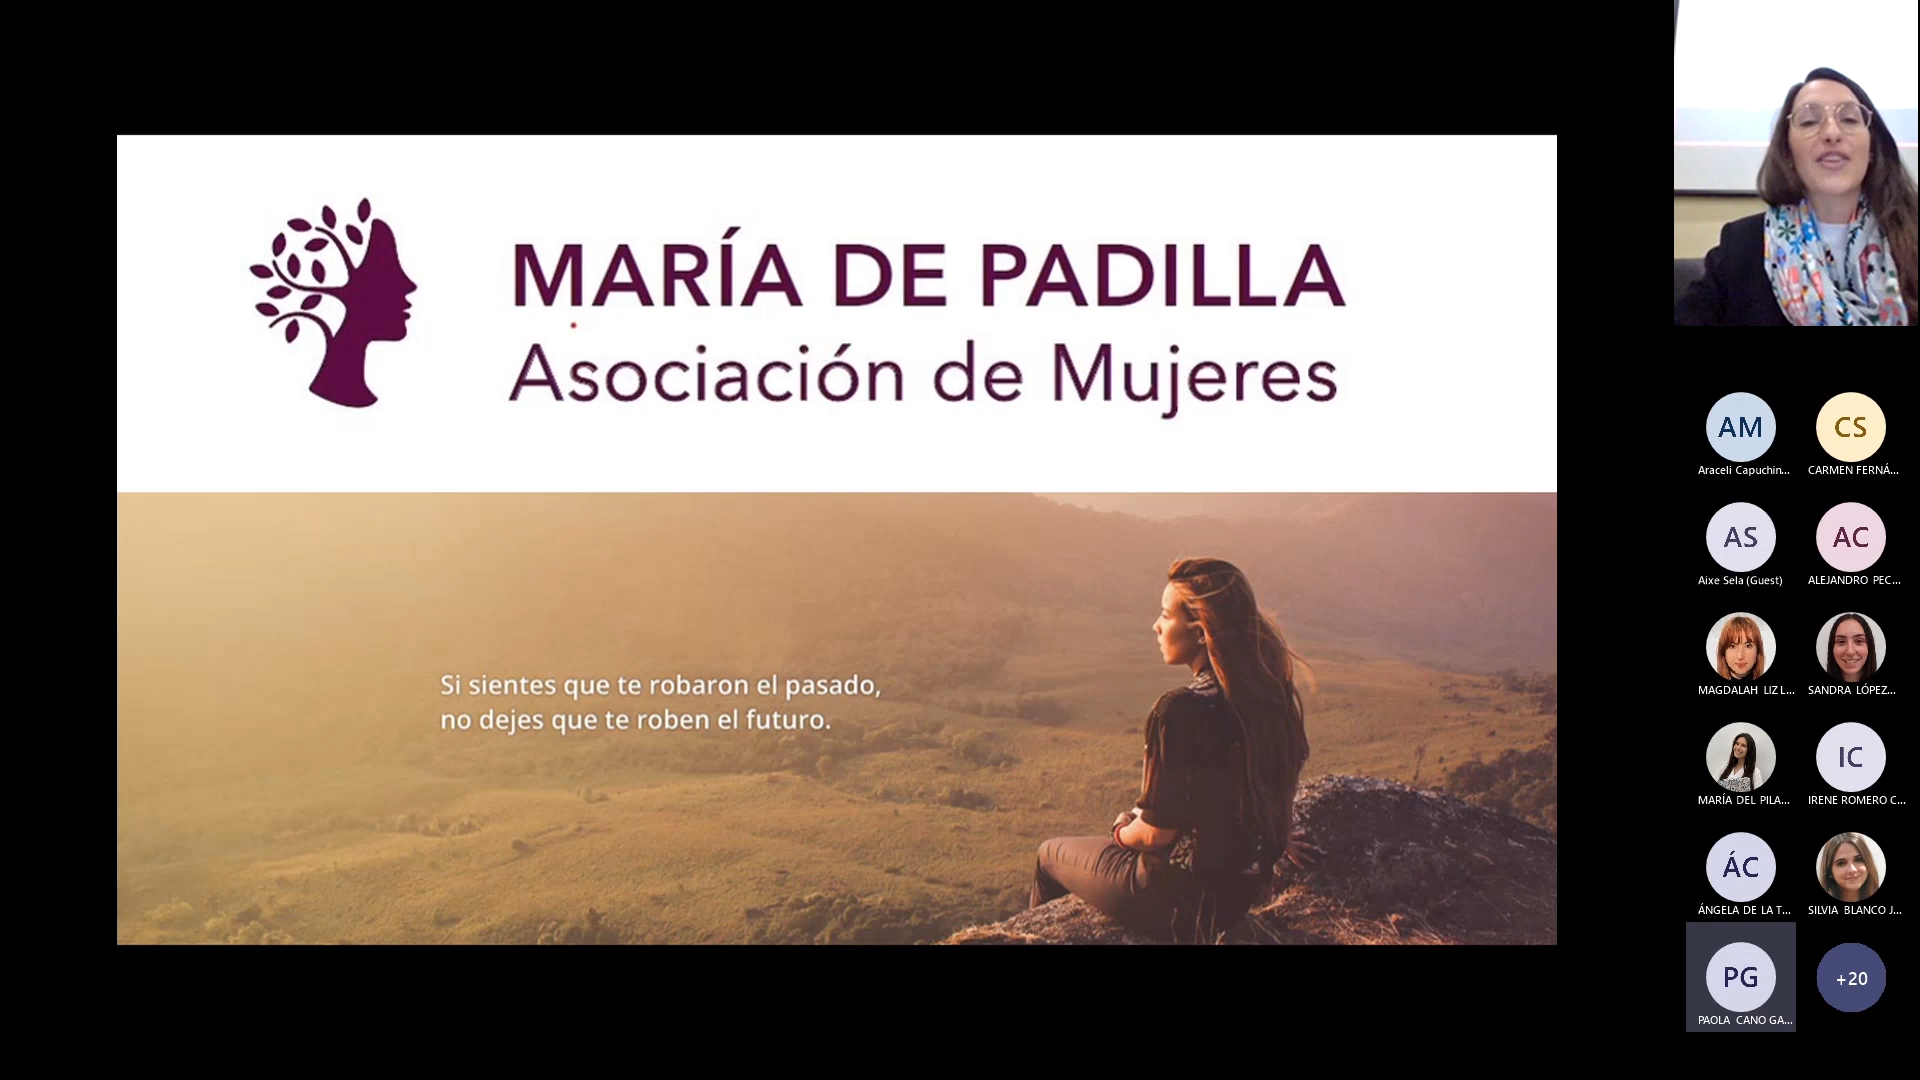 MARÍA DE PADILLA
Asociación de Mujeres
Si sientes que te robaron el pasado,
no dejes que te roben el futuro.
AM
CS
Araceli Capuchin...
CARMEN FERNÁ...
AS
AC
Aixe Sela (Guest)
ALEJANDRO PEC...
MAGDALAH LIZ L...
SANDRA LÓPEZ...
IC
MARÍA DEL PILA...
IRENE ROMERO C...
ÁC
ÁNGELA DE LA T...
SILVIA BLANCO J...
PG
+20
PAOLA CANO GA...